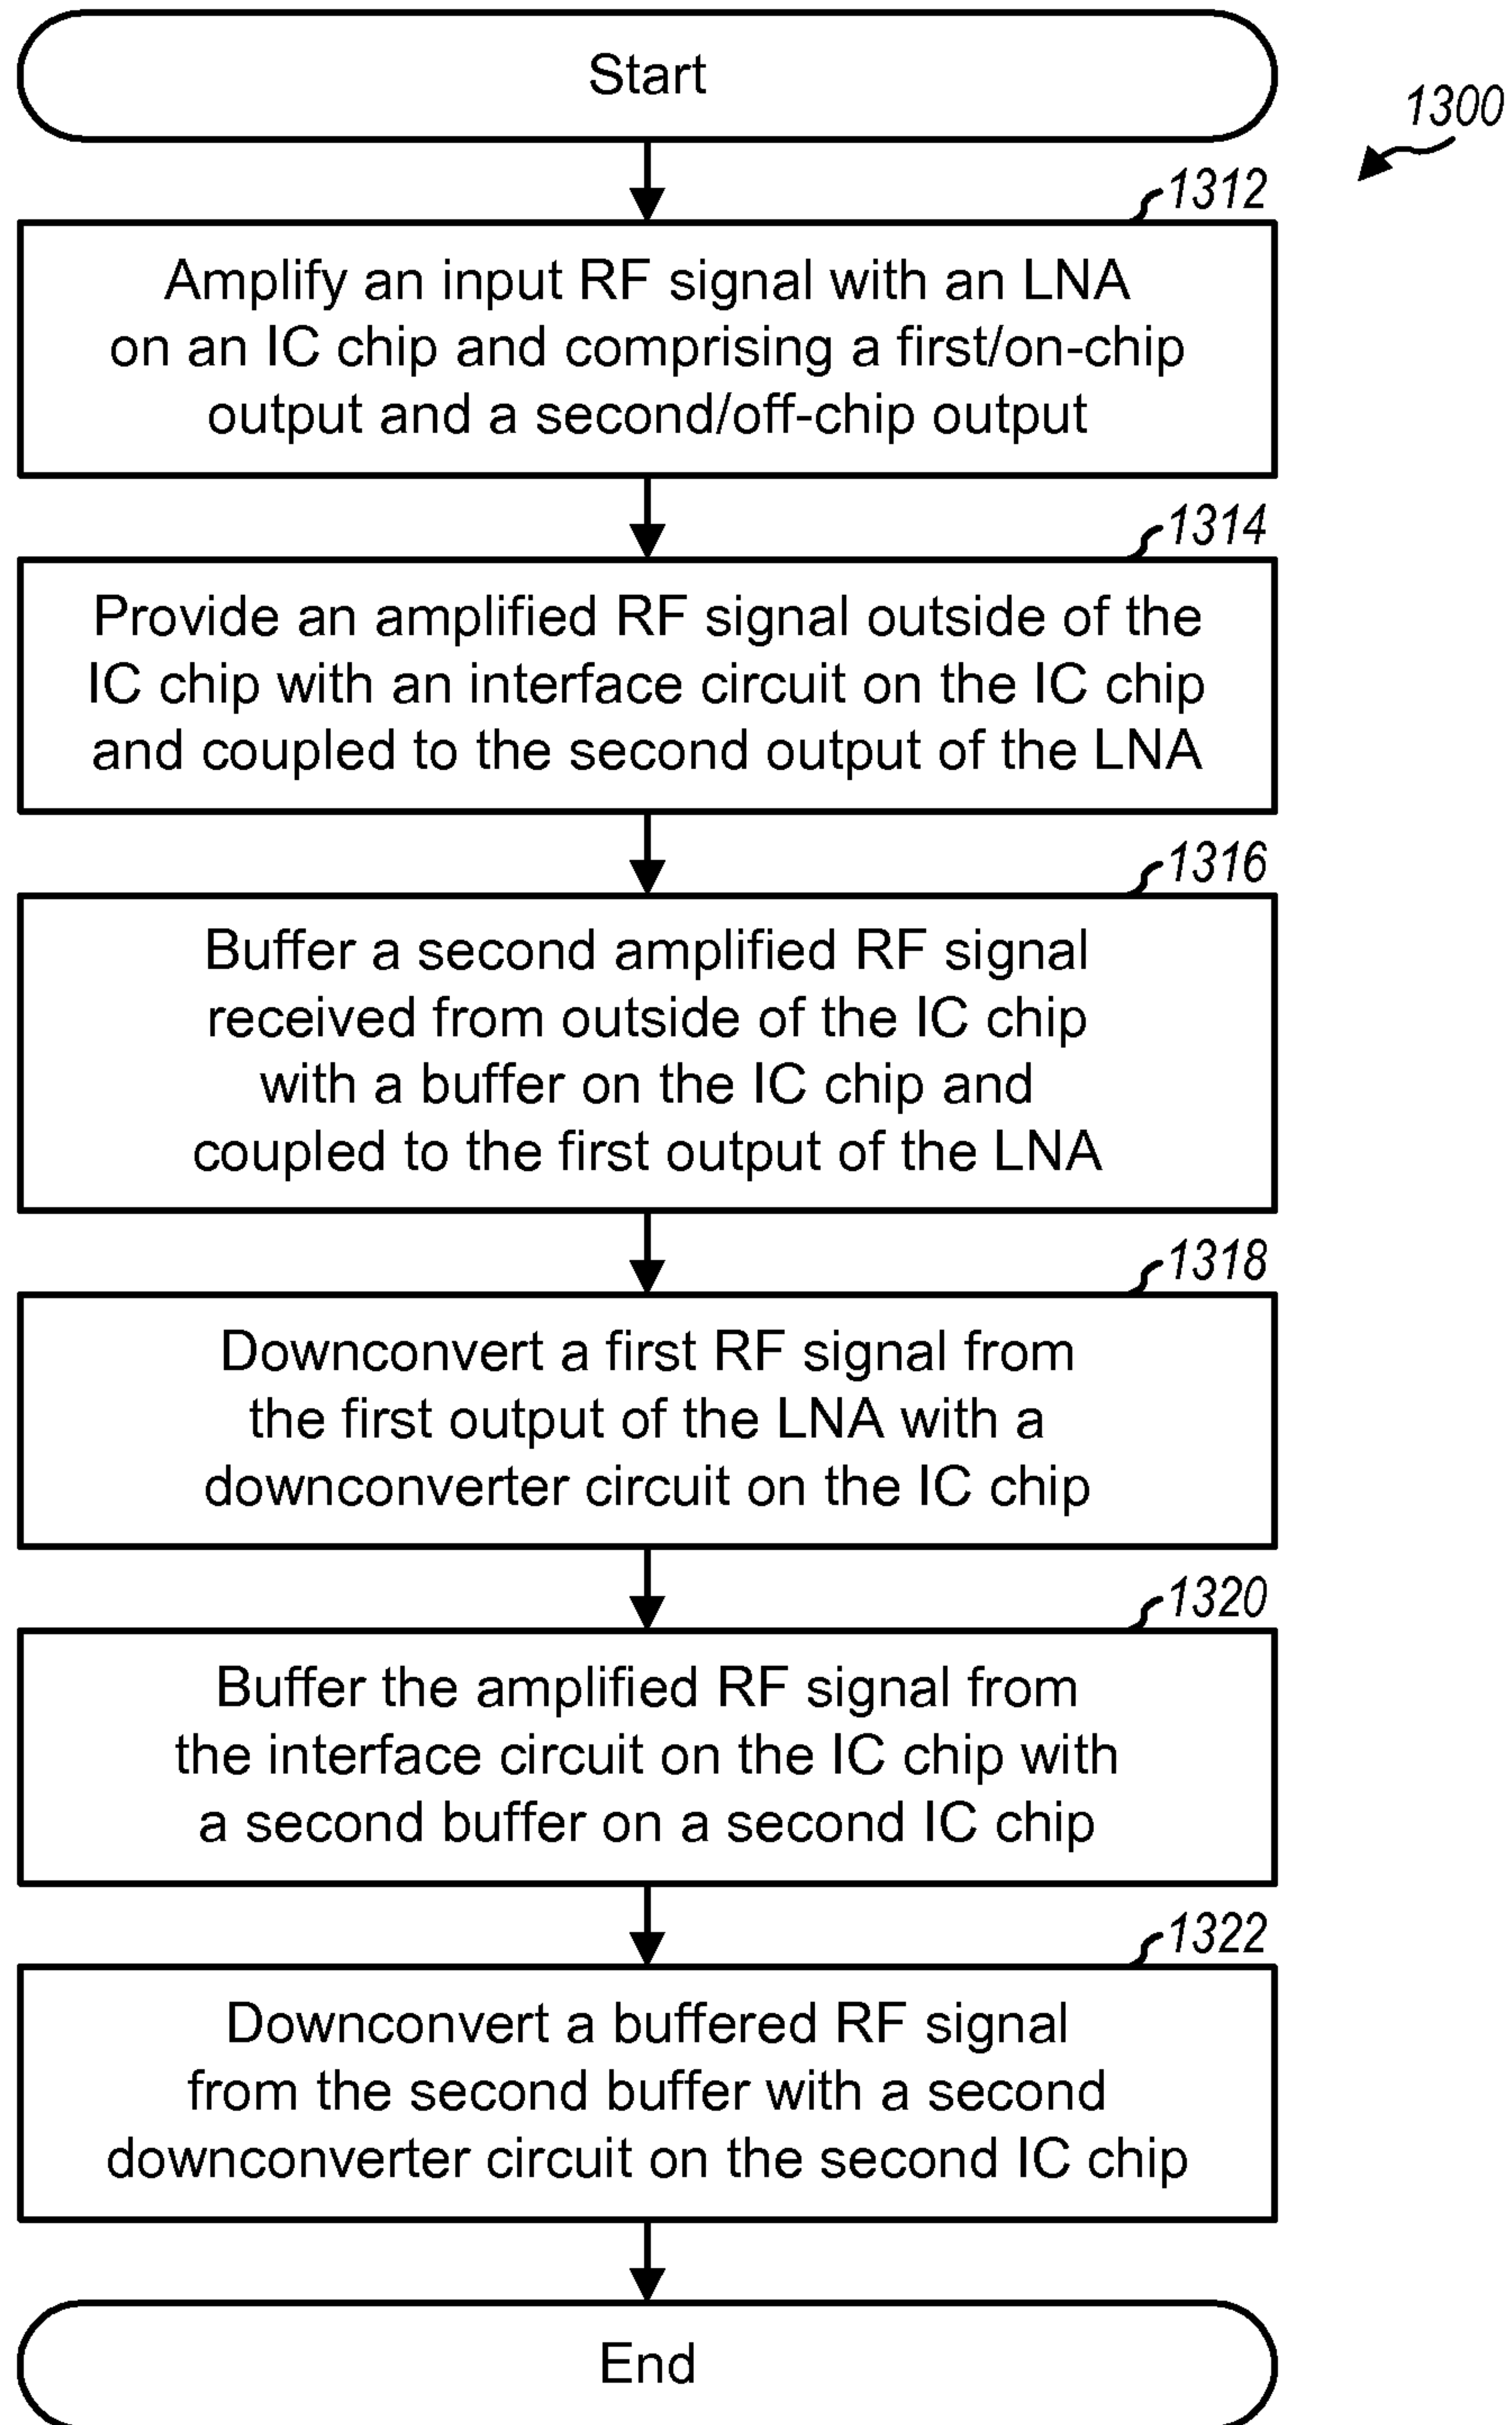 Start
1300
1312
Amplify an input RF signal with an LNA
on an IC chip and comprising a first/on-chip
output and a second/off-chip output
1314
Provide an amplified RF signal outside of the
IC chip with an interface circuit on the IC chip
and coupled to the second output of the LNA
1316
Buffer a second amplified RF signal
received from outside of the IC chip
with a buffer on the IC chip and
coupled to the first output of the LNA
1318
Downconvert a first RF signal from
the first output of the LNA with a
downconverter circuit on the IC chip
1320
Buffer the amplified RF signal from
the interface circuit on the IC chip with
a second buffer on a second IC chip
1322
Downconvert a buffered RF signal
from the second buffer with a second
downconverter circuit on the second IC chip
End